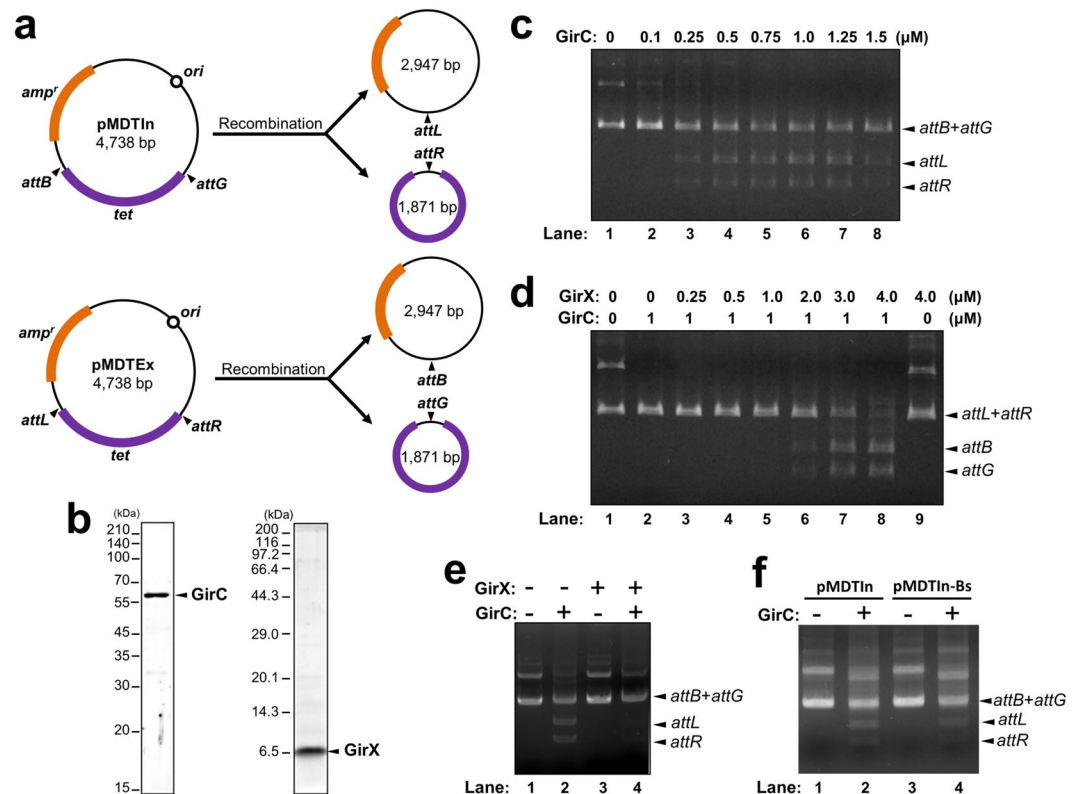 a
amp^r
ori
pMDTIn
4,738 bp
attB
attG
tet
Recombination
2,947 bp
attL
attR
1,871 bp
amp^r
ori
pMDTEx
4,738 bp
attL
attR
tet
Recombination
2,947 bp
attB
attG
1,871 bp
b
(kDa)
210
140
100
70
55
45
35
30
20
15
GirC
(kDa)
200
116
97.2
66.4
44.3
29.0
20.1
14.3
6.5
GirX
c
GirC: 0 0.1 0.25 0.5 0.75 1.0 1.25 1.5 (μM)
attB+attG
attL
attR
Lane: 1 2 3 4 5 6 7 8
d
GirX: 0 0 0.25 0.5 1.0 2.0 3.0 4.0 4.0 (μM)
GirC: 0 1 1 1 1 1 1 1 0 (μM)
attL+attR
attB
attG
Lane: 1 2 3 4 5 6 7 8 9
e
GirX: - - + +
GirC: - + - +
attB+attG
attL
attR
Lane: 1 2 3 4
f
pMDTIn pMDTIn-Bs
GirC: - + - +
attB+attG
attL
attR
Lane: 1 2 3 4